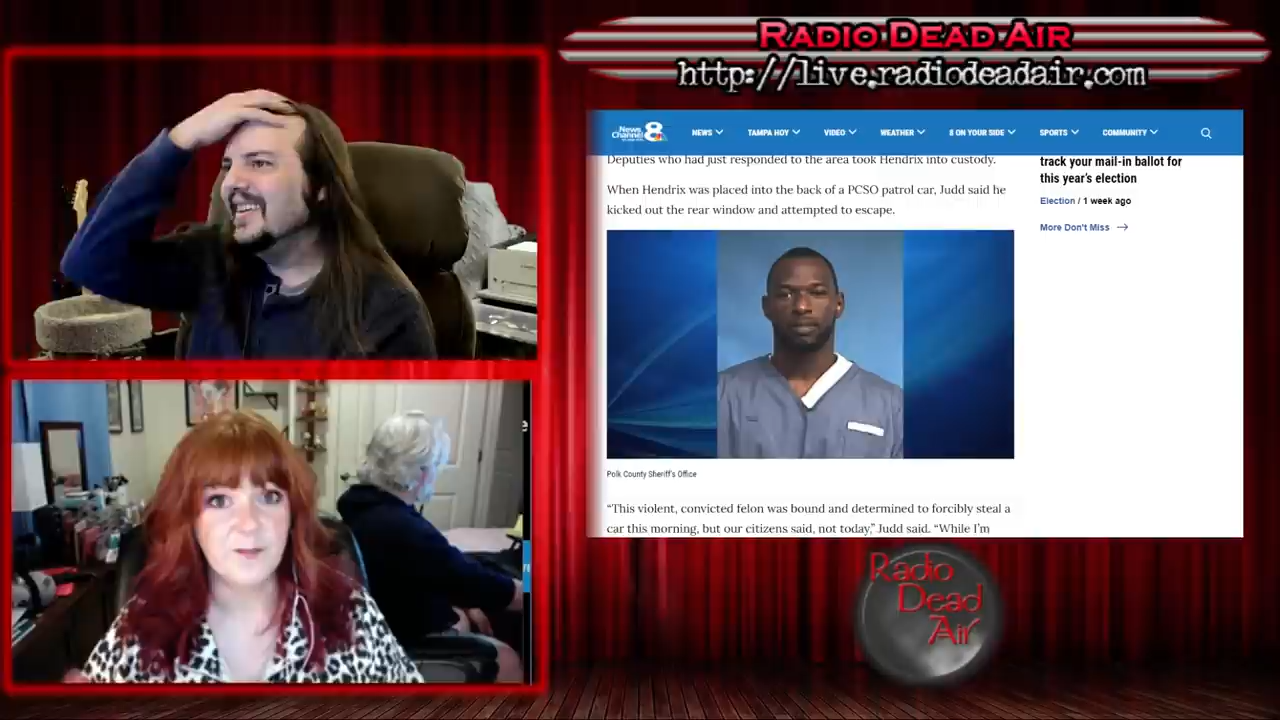 RADIO DEAD AIR
http://live.radiodeadair.com
News
Channel 8
NEWS
TAMPA HOY
VIDEO
WEATHER
8 ON YOUR SIDE
SPORTS
COMMUNITY
Deputies who had just responded to the area took Hendrix into custody.
When Hendrix was placed into the back of a PCSO patrol car, Judd said he
kicked out the rear window and attempted to escape.
Polk County Sheriff's Office
“This violent, convicted felon was bound and determined to forcibly steal a
car this morning, but our citizens said, not today,” Judd said. “While I’m
track your mail-in ballot for
this year’s election
Election / 1 week ago
More Don't Miss
Radio
Dead
Air